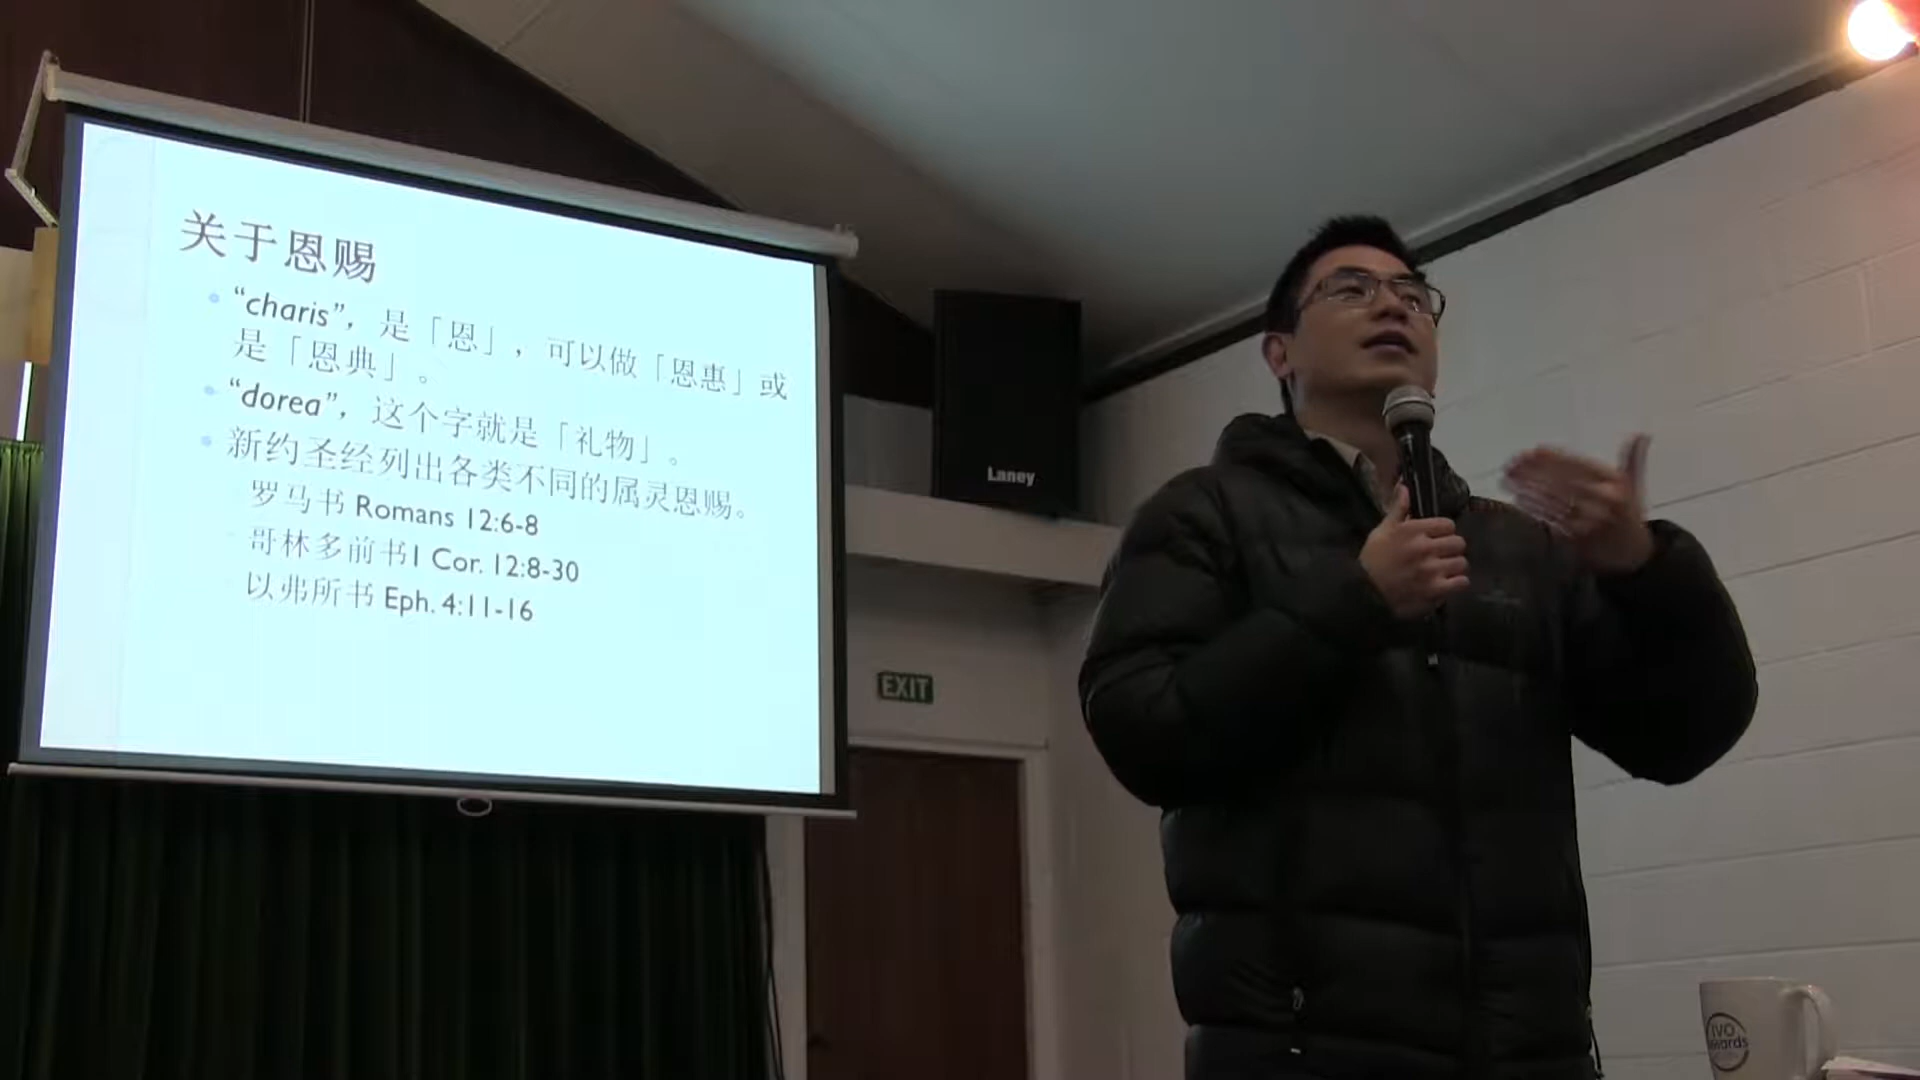 关于恩赐
“charis”，是「恩」，可以做「恩惠」或
是「恩典」。
“dorea”，这个字就是「礼物」。
新约圣经列出各类不同的属灵恩赐。
罗马书 Romans 12:6-8
哥林多前书1 Cor. 12:8-30
以弗所书 Eph. 4:11-16
Laney
EXIT
IVO